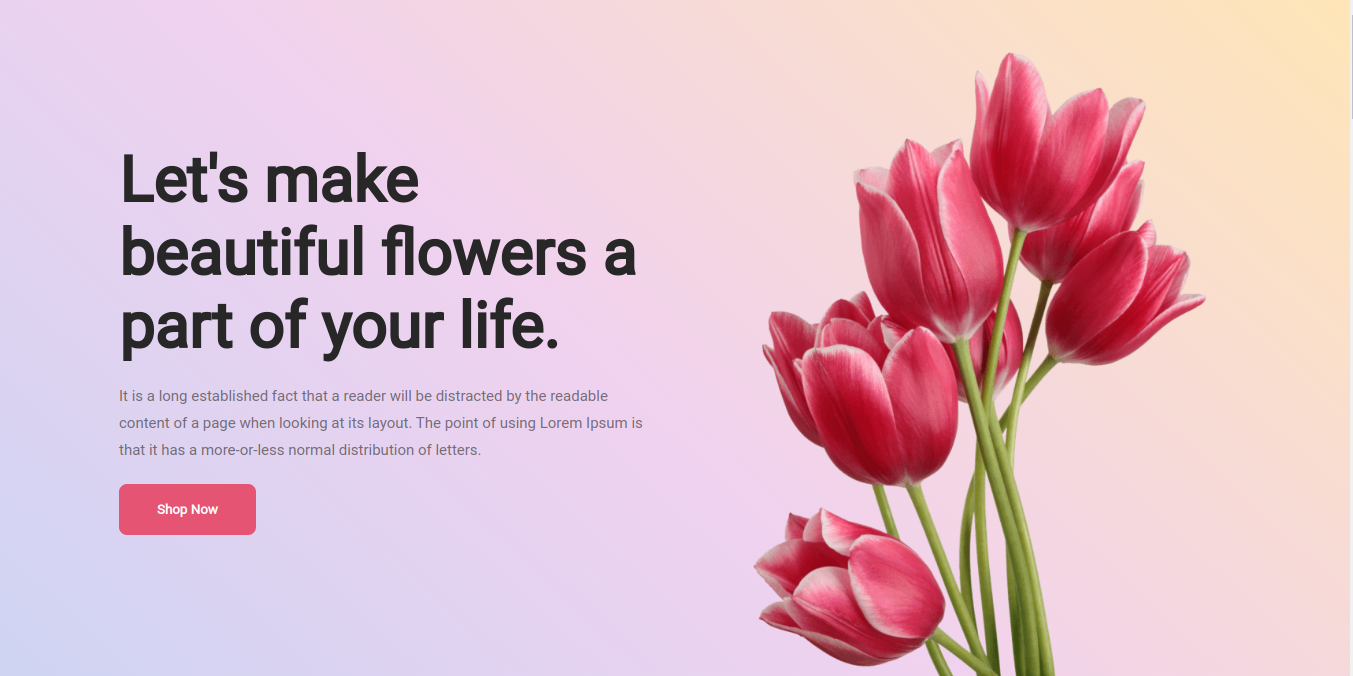 Let's make
beautiful flowers a
part of your life.
It is a long established fact that a reader will be distracted by the readable
content of a page when looking at its layout. The point of using Lorem Ipsum is
that it has a more-or-less normal distribution of letters.
Shop Now